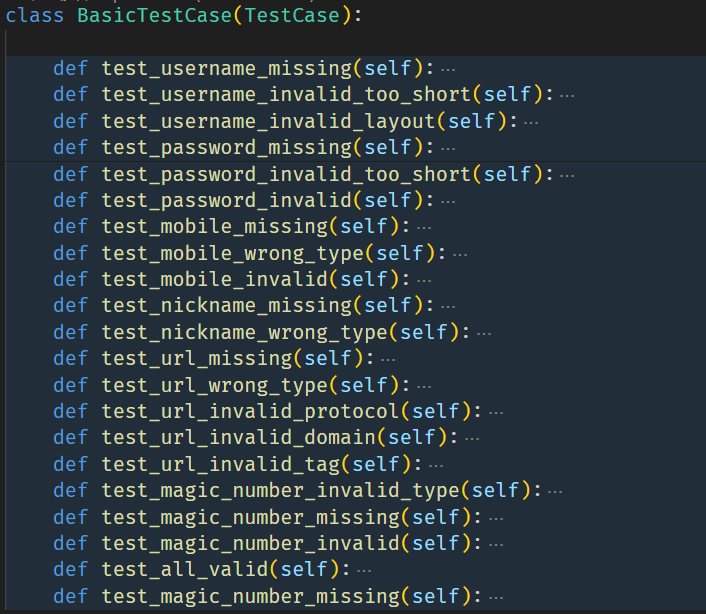 class BasicTestCase(TestCase):
def test_username_missing(self):···
def test_username_invalid_too_short(self):···
def test_username_invalid_layout(self):···
def test_password_missing(self):···
def test_password_invalid_too_short(self):···
def test_password_invalid(self):···
def test_mobile_missing(self):···
def test_mobile_wrong_type(self):···
def test_mobile_invalid(self):···
def test_nickname_missing(self):···
def test_nickname_wrong_type(self):···
def test_url_missing(self):···
def test_url_wrong_type(self):···
def test_url_invalid_protocol(self):···
def test_url_invalid_domain(self):···
def test_url_invalid_tag(self):···
def test_magic_number_invalid_type(self):···
def test_magic_number_missing(self):···
def test_magic_number_invalid(self):···
def test_all_valid(self):···
def test_magic_number_missing(self):···